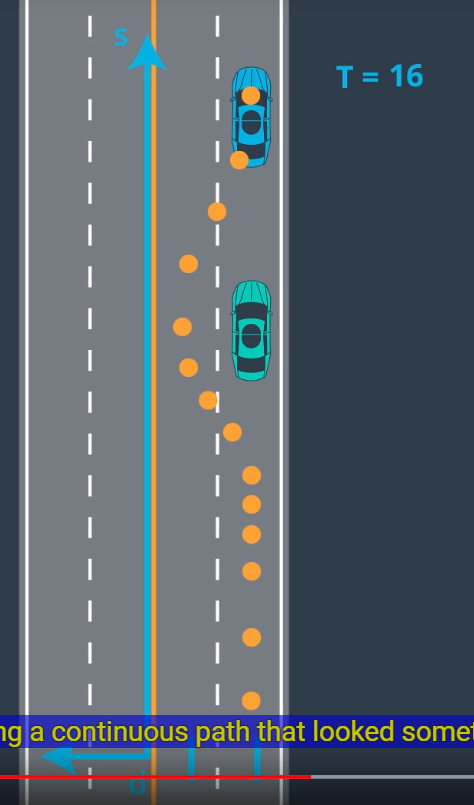 s
T = 16
ng a continuous path that looked somet
d